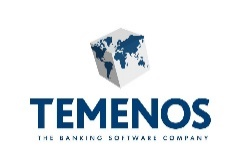 TEMENOS
THE BANKING SOFTWARE COMPANY